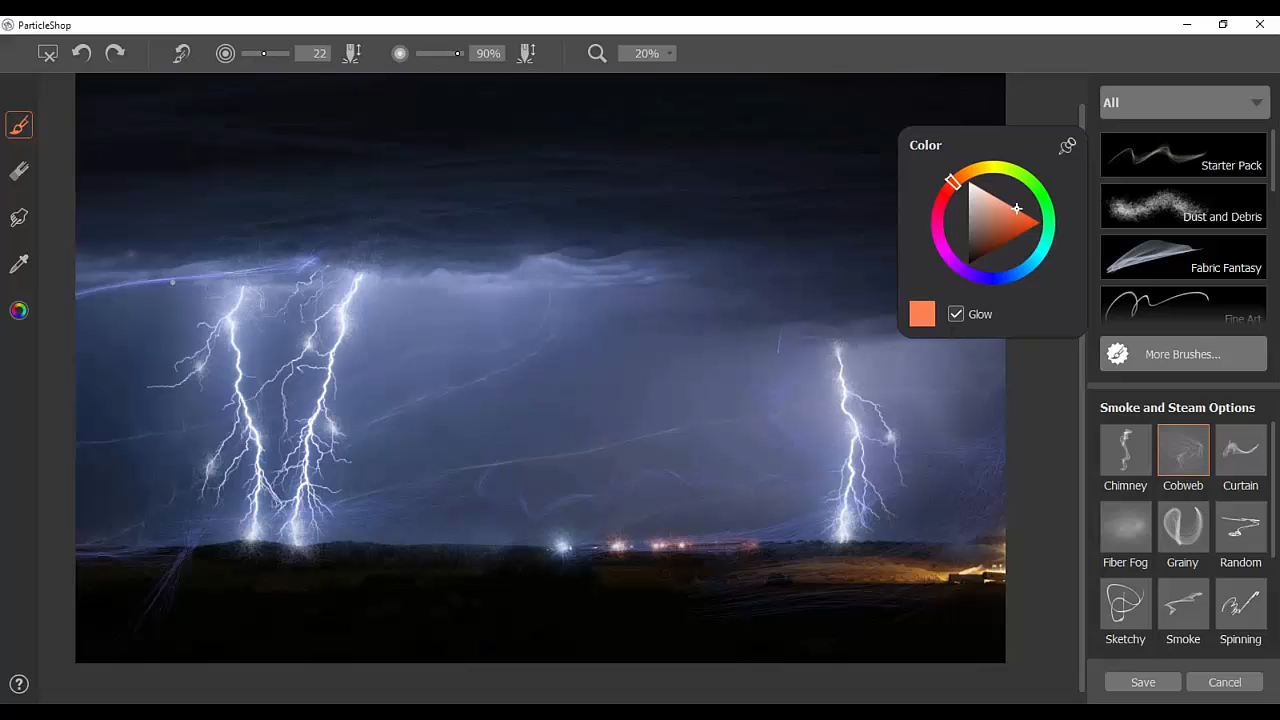 ParticleShop
22
90%
20%
All
Color
Starter Pack
Dust and Debris
Fabric Fantasy
Glow
Fine Art
More Brushes...
Smoke and Steam Options
Chimney
Cobweb
Curtain
Fiber Fog
Grainy
Random
Sketchy
Smoke
Spinning
Save
Cancel